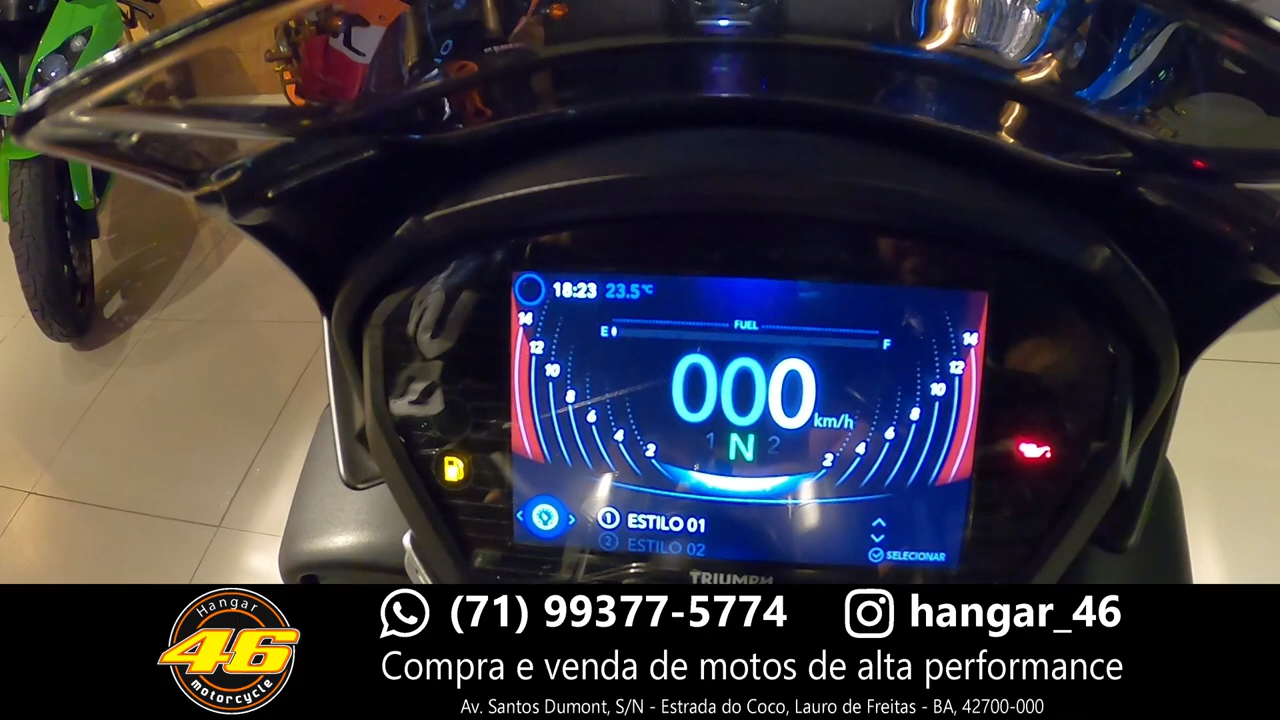 18:23 23.5°C
FUEL
E F
14 14
12 12
10 10
8 8
6 6
4 4
2 2
000 km/h
1 N 2
1 ESTILO 01
2 ESTILO 02
SELECIONAR
TRIUMPH
Hangar
46
motorcycle
(71) 99377-5774 hangar_46
Compra e venda de motos de alta performance
Av. Santos Dumont, S/N - Estrada do Coco, Lauro de Freitas - BA, 42700-000